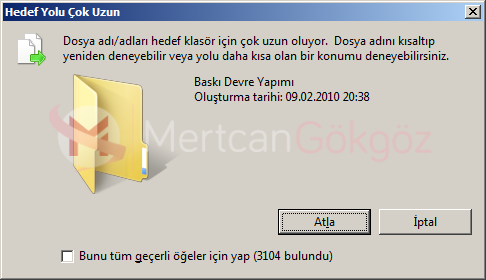 Hedef Yolu Çok Uzun
Dosya adı/adları hedef klasör için çok uzun oluyor. Dosya adını kısaltıp
yeniden deneyebilir veya yolu daha kısa olan bir konumu deneyebilirsiniz.
Baskı Devre Yapımı
Oluşturma tarihi: 09.02.2010 20:38
MertcanGökgöz
Atla
İptal
Bunu tüm geçerli öğeler için yap (3104 bulundu)